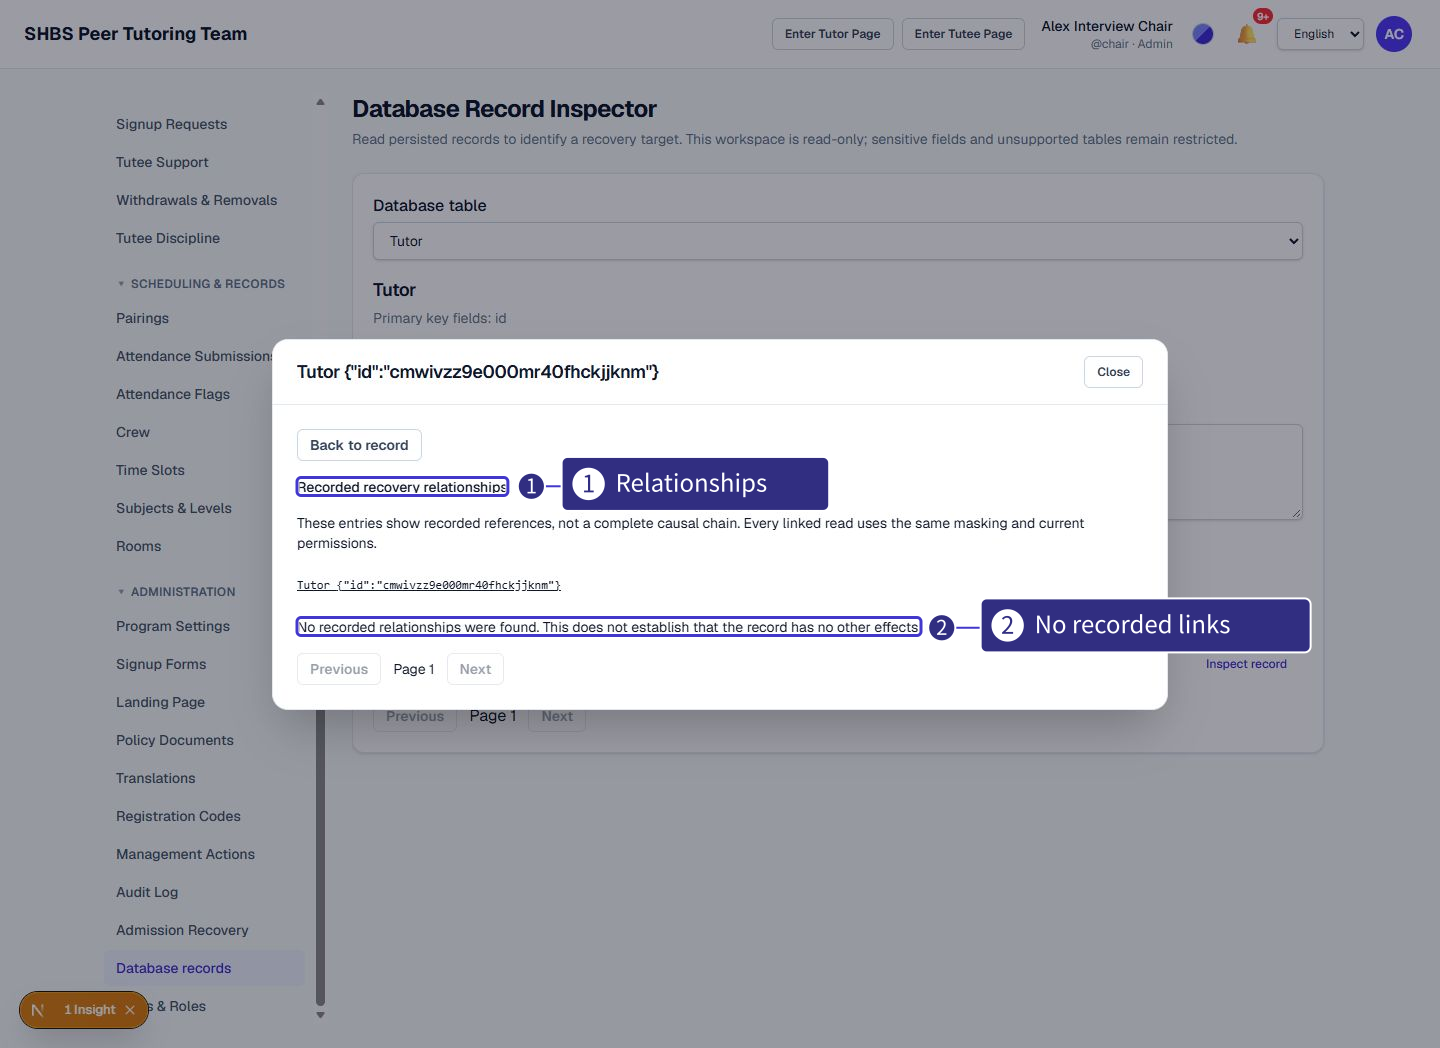 SHBS Peer Tutoring Team
Enter Tutor Page
Enter Tutee Page
Alex Interview Chair
@chair · Admin
9+
English
AC
Signup Requests
Tutee Support
Withdrawals & Removals
Tutee Discipline
SCHEDULING & RECORDS
Pairings
Attendance Submissions
Attendance Flags
Crew
Time Slots
Subjects & Levels
Rooms
ADMINISTRATION
Program Settings
Signup Forms
Landing Page
Policy Documents
Translations
Registration Codes
Management Actions
Audit Log
Admission Recovery
Database records
s & Roles
N 1 Insight
Database Record Inspector
Read persisted records to identify a recovery target. This workspace is read-only; sensitive fields and unsupported tables remain restricted.
Database table
Tutor
Tutor
Primary key fields: id
Tutor {"id":"cmwivzz9e000mr40fhckjjknm"}
Close
Back to record
Recorded recovery relationships
1
1 Relationships
These entries show recorded references, not a complete causal chain. Every linked read uses the same masking and current
permissions.
Tutor {"id":"cmwivzz9e000mr40fhckjjknm"}
No recorded relationships were found. This does not establish that the record has no other effects
2
2 No recorded links
Previous
Page 1
Next
Inspect record
Previous
Page 1
Next